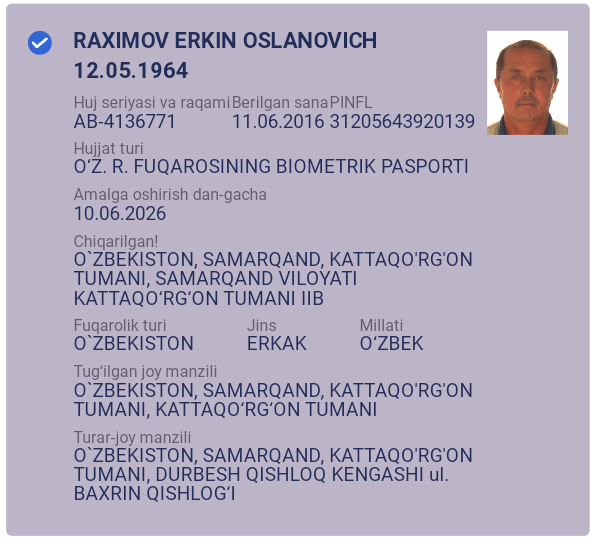 RAXIMOV ERKIN OSLANOVICH
12.05.1964
Huj seriyasi va raqami Berilgan sana PINFL
AB-4136771 11.06.2016 31205643920139
Hujjat turi
O‘Z. R. FUQAROSINING BIOMETRIK PASPORTI
Amalga oshirish dan-gacha
10.06.2026
Chiqarilgan!
O`ZBEKISTON, SAMARQAND, KATTAQO'RG'ON
TUMANI, SAMARQAND VILOYATI
KATTAQO‘RG‘ON TUMANI IIB
Fuqarolik turi Jins Millati
O`ZBEKISTON ERKAK O‘ZBEK
Tug‘ilgan joy manzili
O`ZBEKISTON, SAMARQAND, KATTAQO'RG'ON
TUMANI, KATTAQO‘RG‘ON TUMANI
Turar-joy manzili
O`ZBEKISTON, SAMARQAND, KATTAQO'RG'ON
TUMANI, DURBESH QISHLOQ KENGASHI ul.
BAXRIN QISHLOG‘I